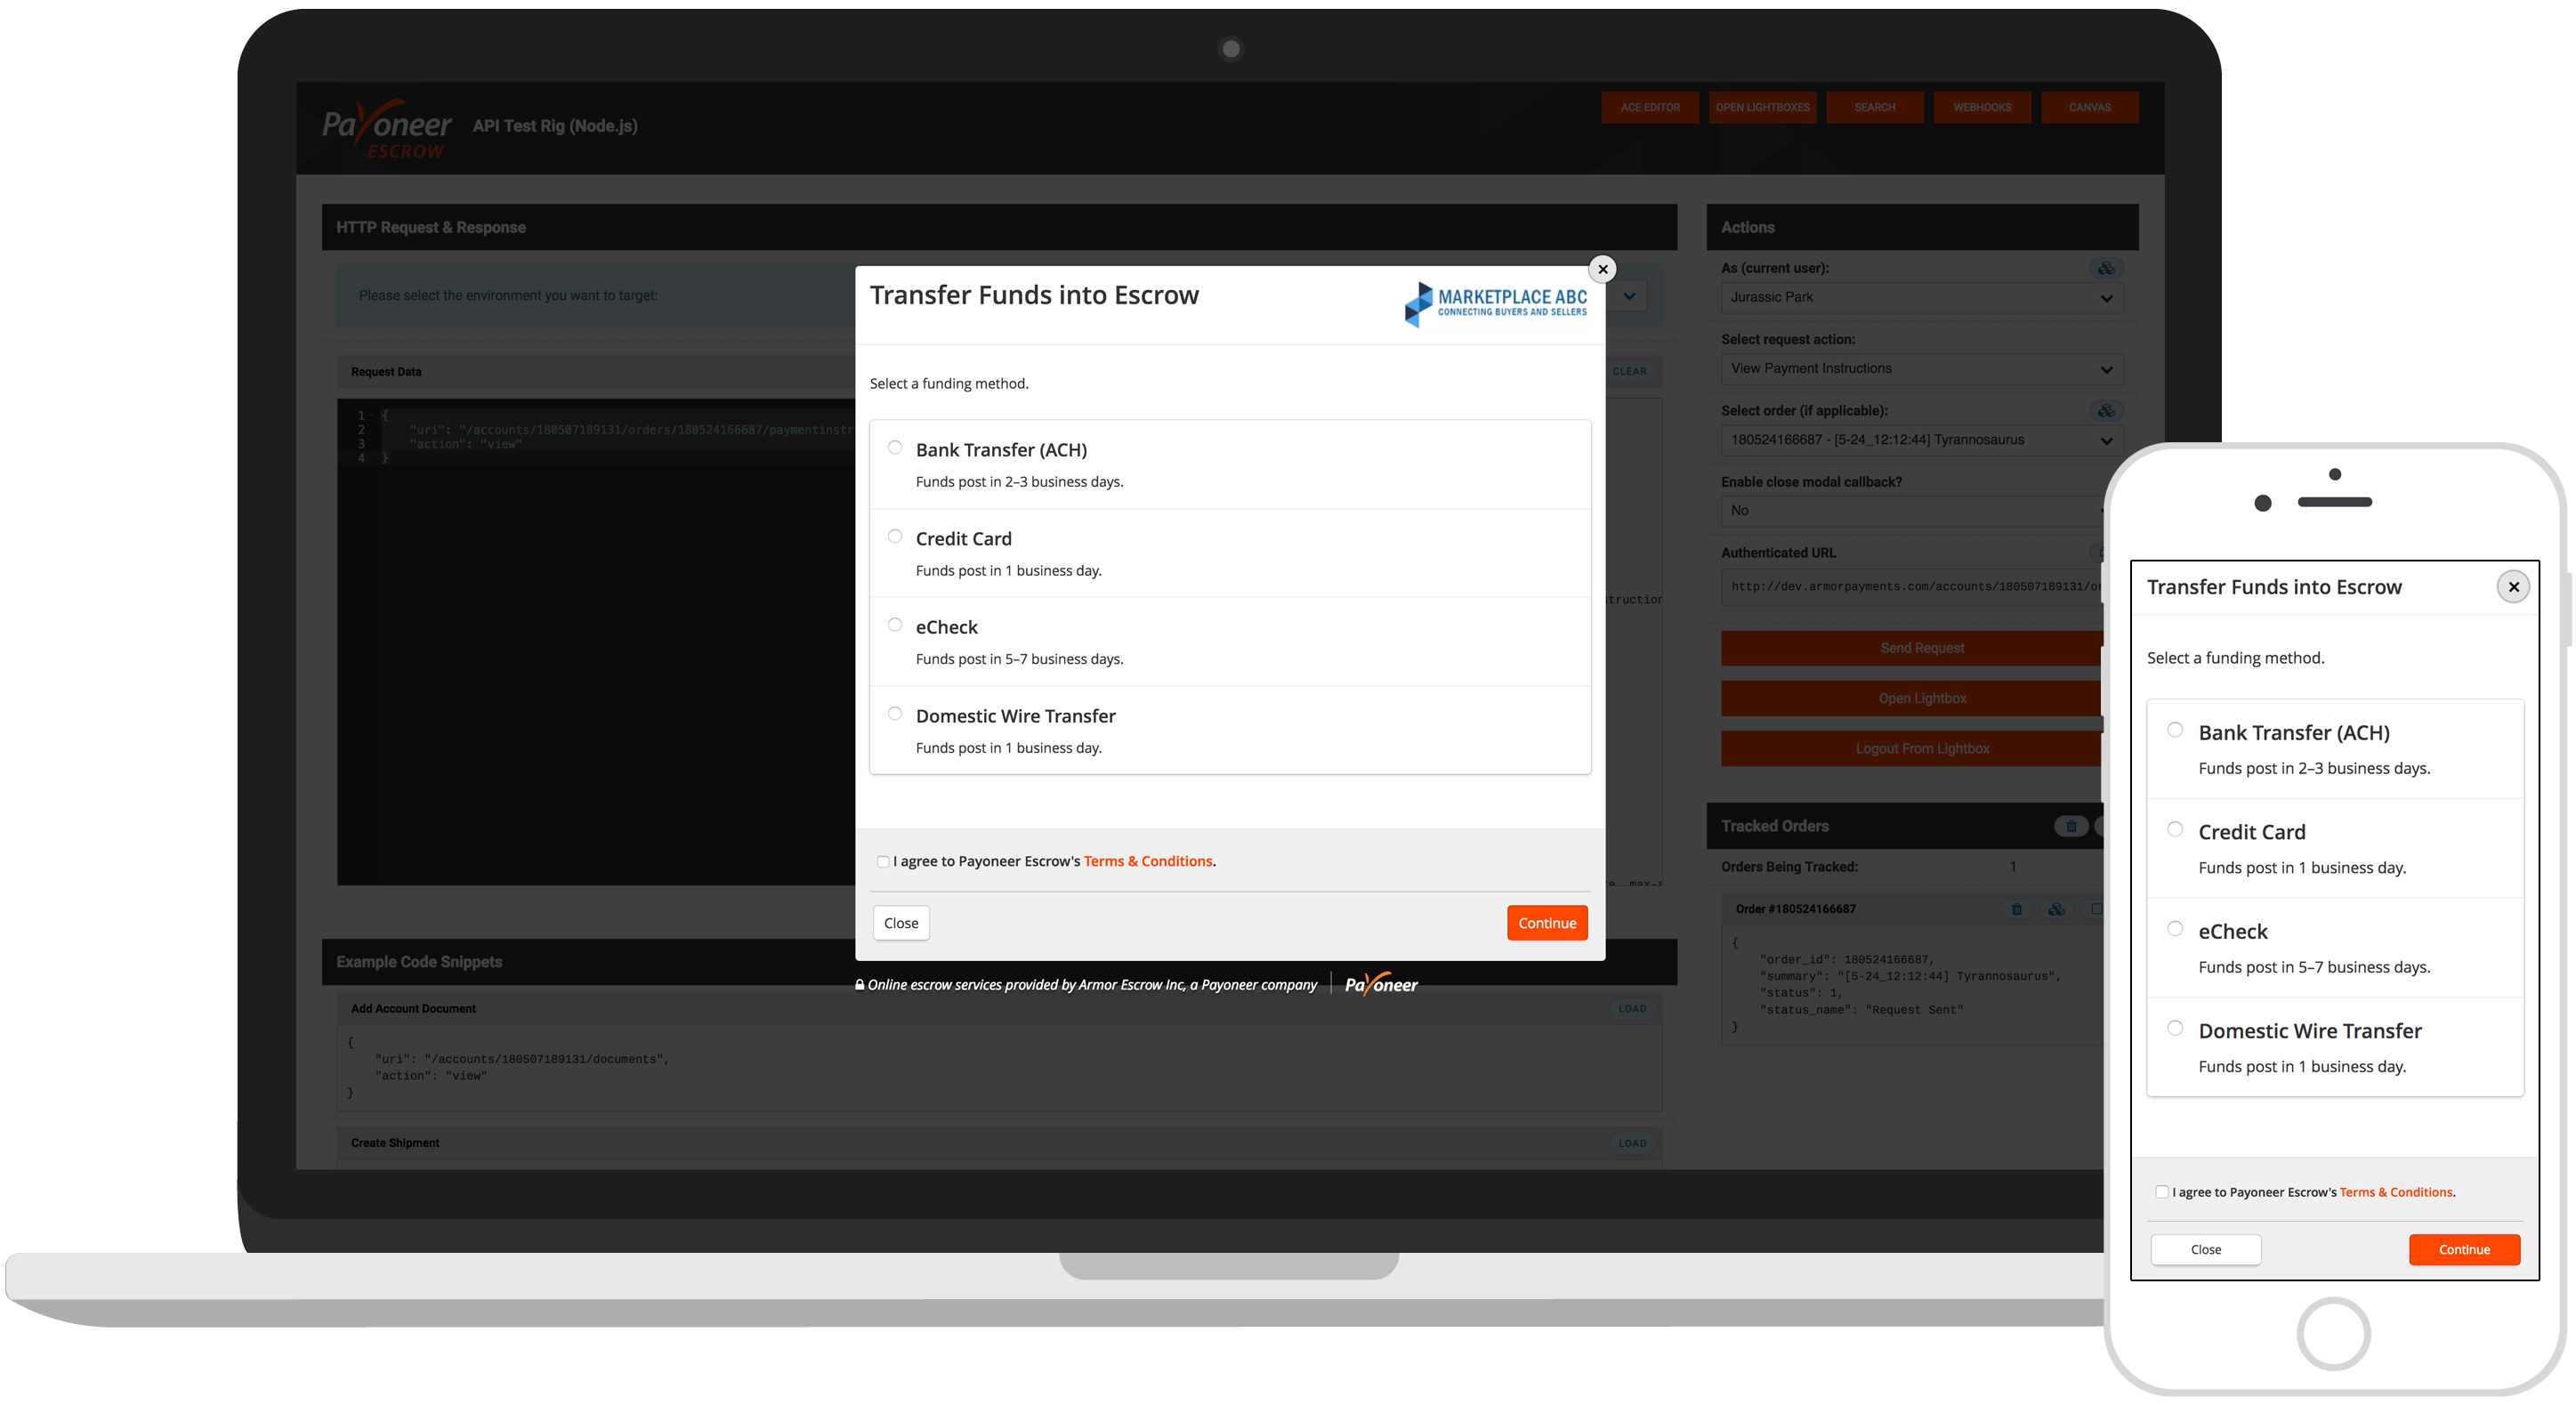 Payoneer
ESCROW
API Test Rig (Node.js)
ACE EDITOR
OPEN LIGHTBOXES
SEARCH
WEBHOOKS
CANVAS
HTTP Request & Response
Please select the environment you want to target:
Request Data
CLEAR
1
2
3
4
{
"uri": "/accounts/180507189131/orders/180524166687/paymentinstr
"action": "view"
}
truction
Transfer Funds into Escrow
MARKETPLACE ABC
CONNECTING BUYERS AND SELLERS
Select a funding method.
Bank Transfer (ACH)
Funds post in 2–3 business days.
Credit Card
Funds post in 1 business day.
eCheck
Funds post in 5–7 business days.
Domestic Wire Transfer
Funds post in 1 business day.
I agree to Payoneer Escrow's Terms & Conditions.
Close
Continue
Online escrow services provided by Armor Escrow Inc, a Payoneer company
Payoneer
Example Code Snippets
Add Account Document
LOAD
{
"uri": "/accounts/180507189131/documents",
"action": "view"
}
Create Shipment
LOAD
Actions
As (current user):
Jurassic Park
Select request action:
View Payment Instructions
Select order (if applicable):
180524166687 - [5-24_12:12:44] Tyrannosaurus
Enable close modal callback?
No
Authenticated URL
http://dev.armorpayments.com/accounts/180507189131/or
Send Request
Open Lightbox
Logout From Lightbox
Tracked Orders
Orders Being Tracked:
1
Order #180524166687
{
"order_id": 180524166687,
"summary": "[5-24_12:12:44] Tyrannosaurus",
"status": 1,
"status_name": "Request Sent"
}
Transfer Funds into Escrow
Select a funding method.
Bank Transfer (ACH)
Funds post in 2–3 business days.
Credit Card
Funds post in 1 business day.
eCheck
Funds post in 5–7 business days.
Domestic Wire Transfer
Funds post in 1 business day.
I agree to Payoneer Escrow's Terms & Conditions.
Close
Continue